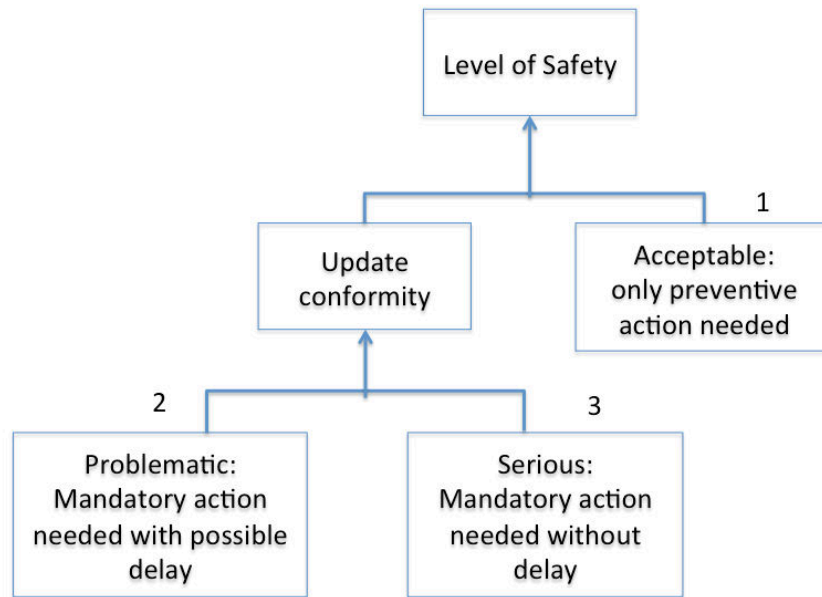 Level of Safety
1
Update
conformity
Acceptable:
only preventive
action needed
2
3
Problematic:
Mandatory action
needed with possible
delay
Serious:
Mandatory action
needed without
delay